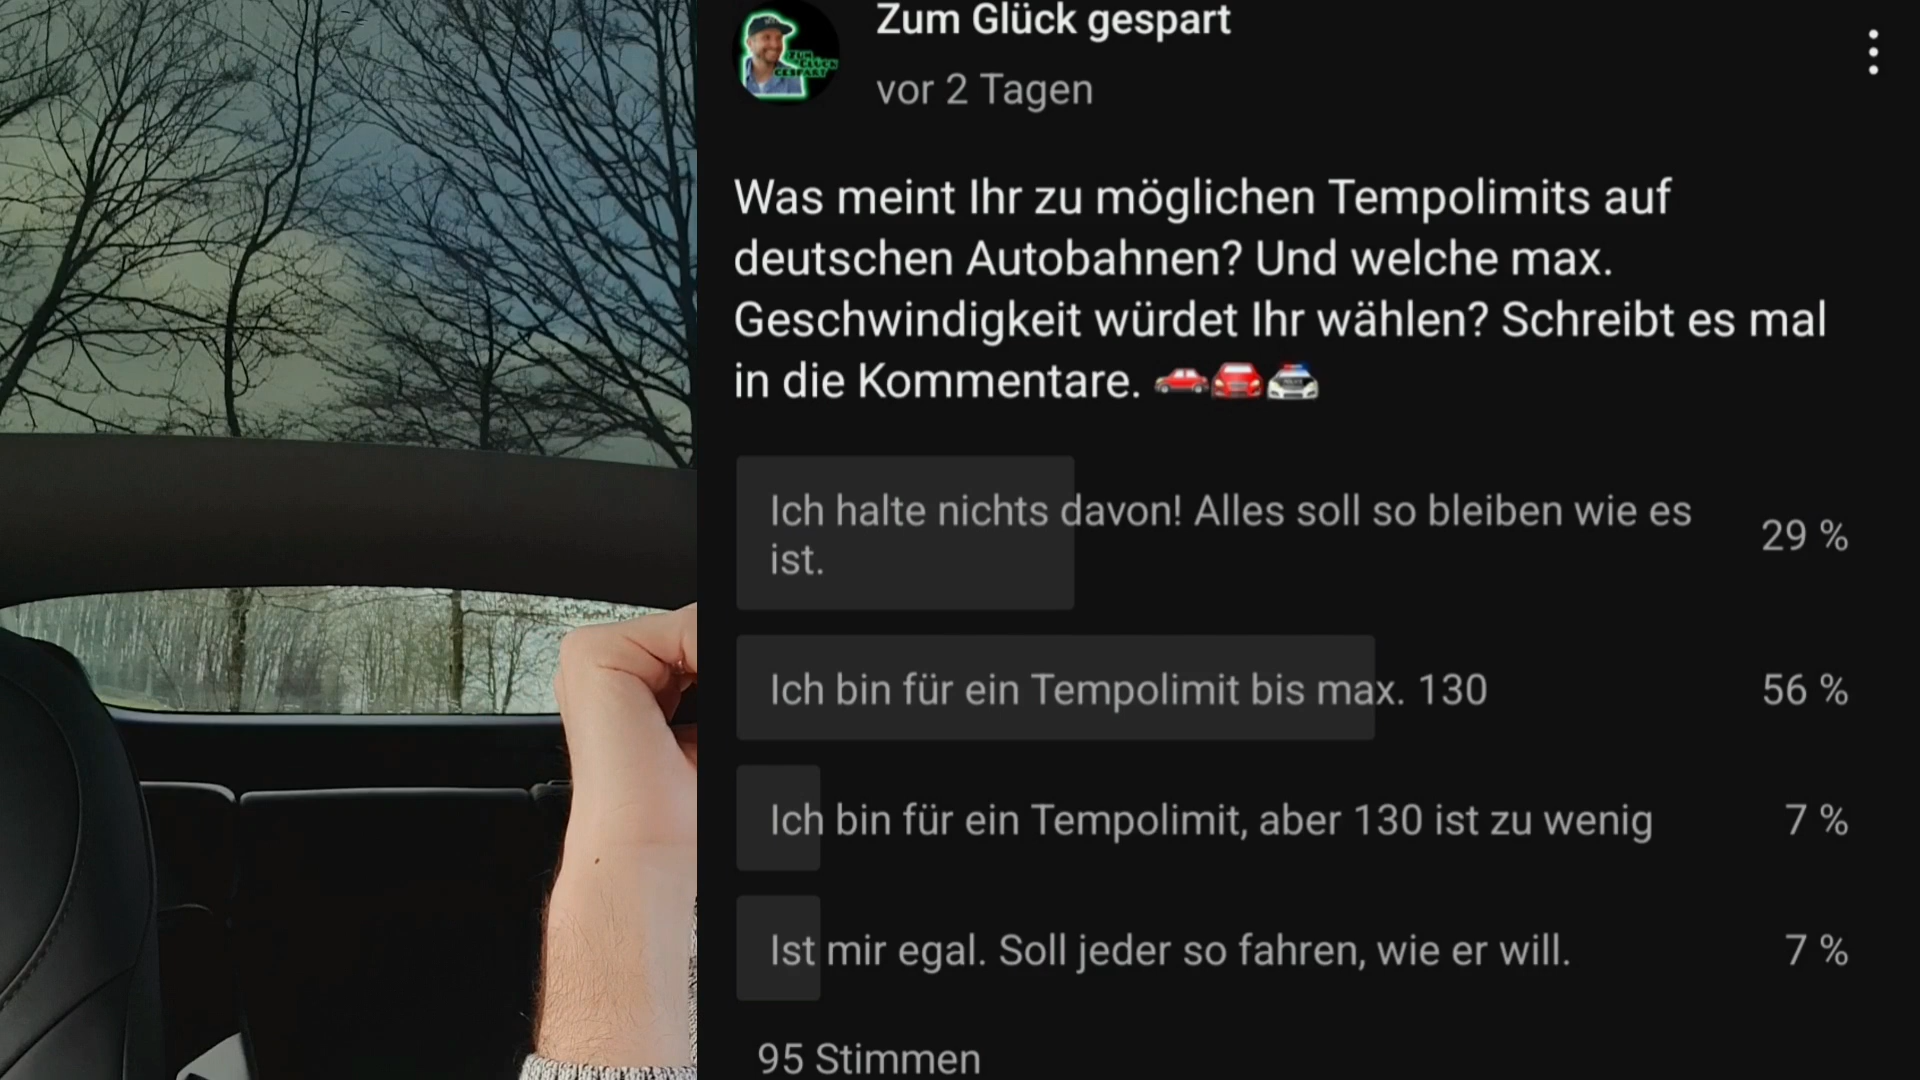 Zum Glück gespart
vor 2 Tagen
ZUM
GLÜCK
GESPART
Was meint Ihr zu möglichen Tempolimits auf
deutschen Autobahnen? Und welche max.
Geschwindigkeit würdet Ihr wählen? Schreibt es mal
in die Kommentare. 🚗🚘🚔
Ich halte nichts davon! Alles soll so bleiben wie es
ist.
29 %
Ich bin für ein Tempolimit bis max. 130
56 %
Ich bin für ein Tempolimit, aber 130 ist zu wenig
7 %
Ist mir egal. Soll jeder so fahren, wie er will.
7 %
95 Stimmen